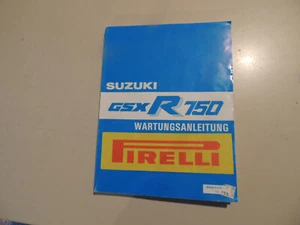 SUZUKI
GSX R 750
WARTUNGSANLEITUNG
PIRELLI